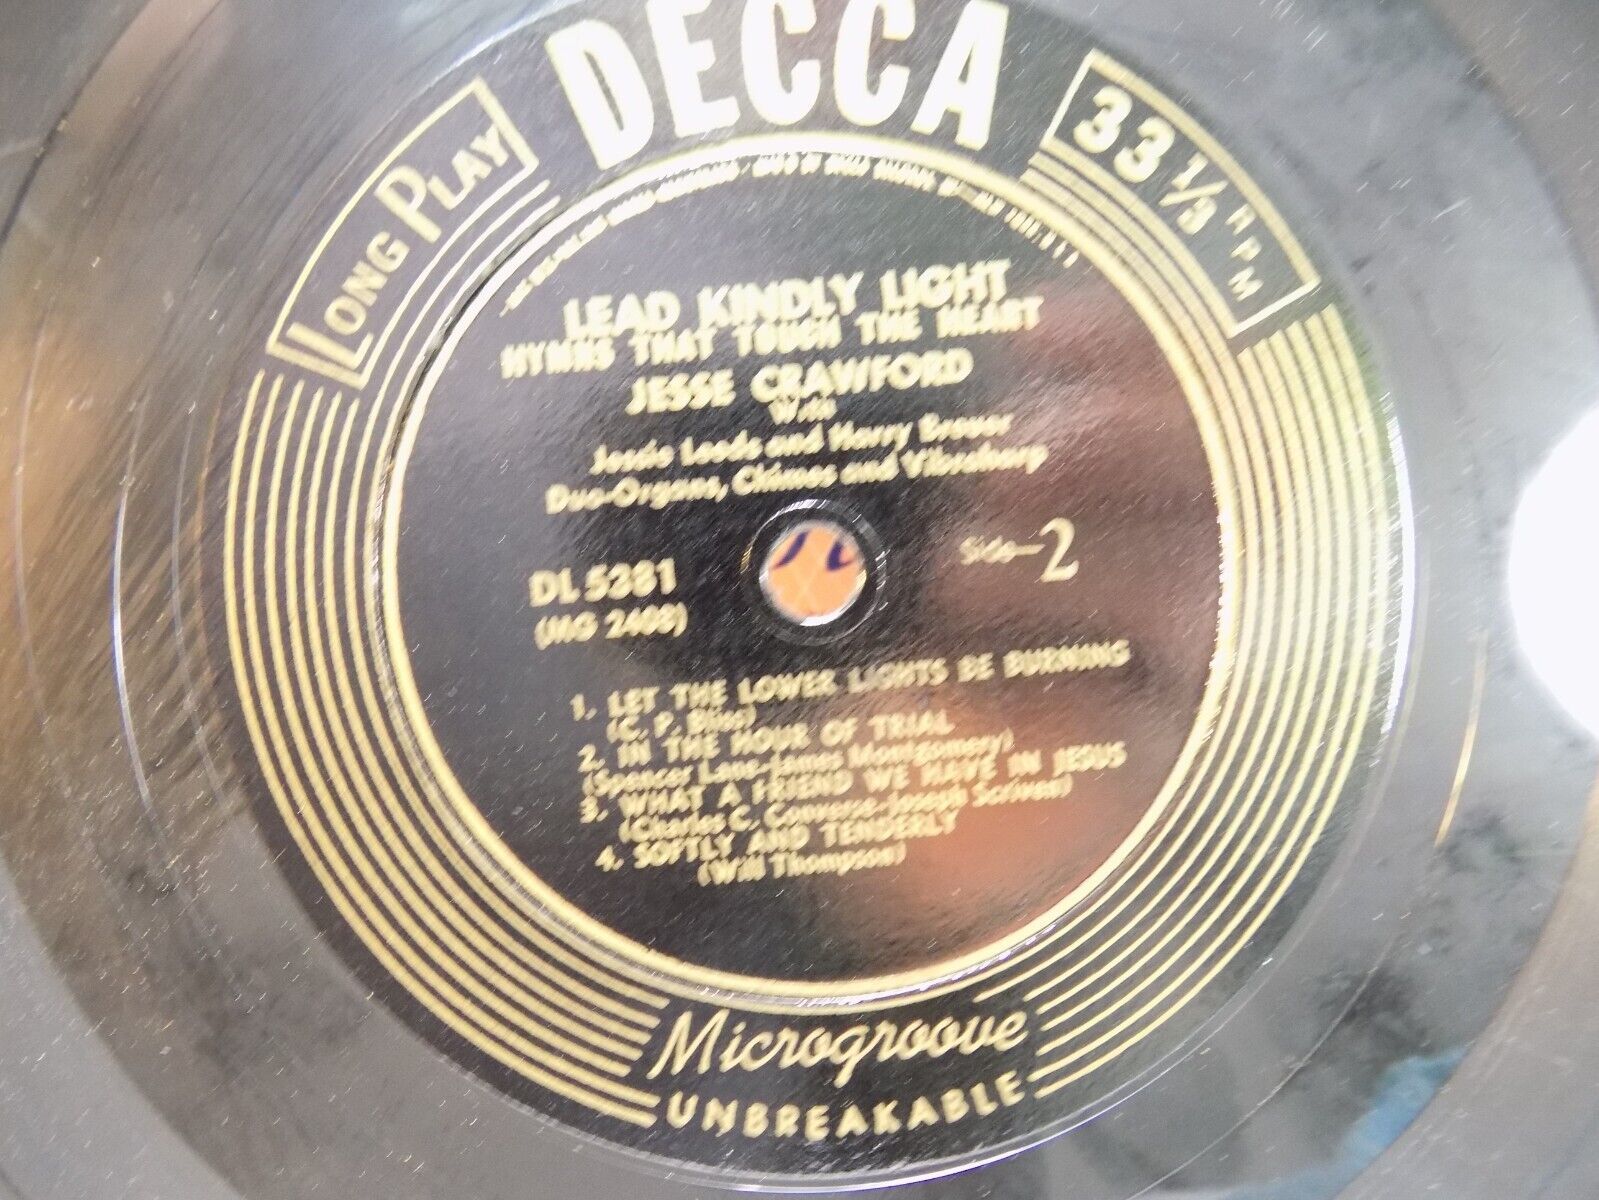 DECCA
LONG PLAY
33 1/3 RPM
LEAD KINDLY LIGHT
HYMNS THAT TOUCH THE HEART
JESSE CRAWFORD
With
Jessie Leeds and Harry Breuer
Duo-Organs, Chimes and Vibraharp
Side-2
DL 5381
(MG 2408)
1. LET THE LOWER LIGHTS BE BURNING
(C. P. Bliss)
2. IN THE HOUR OF TRIAL
(Spencer Lane-James Montgomery)
3. WHAT A FRIEND WE HAVE IN JESUS
(Charles C. Converse-Joseph Scriven)
4. SOFTLY AND TENDERLY
(Will Thompson)
Microgroove
UNBREAKABLE